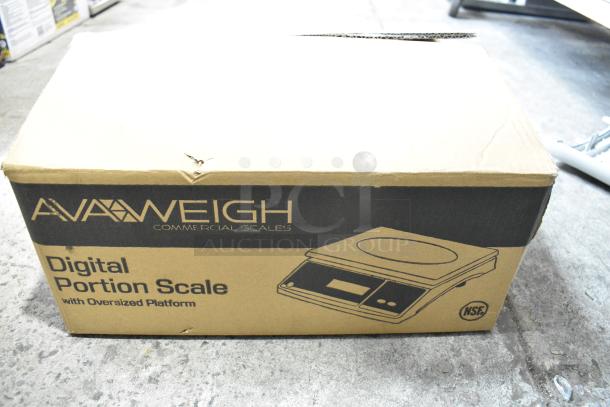 AVAWEIGH
COMMERCIAL SCALES
PCI
AUCTION GROUP
Digital
Portion Scale
with Oversized Platform
NSF